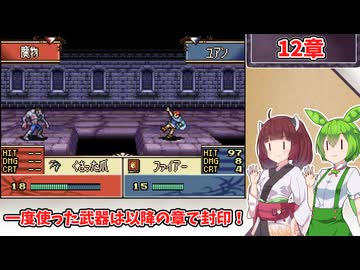 魔物
ユアン
12章
HIT
--
DMG
--
CRT
--
くさった爪
ファイアー
HIT
97
DMG
8
CRT
4
18
15
一度使った武器は以降の章で封印!